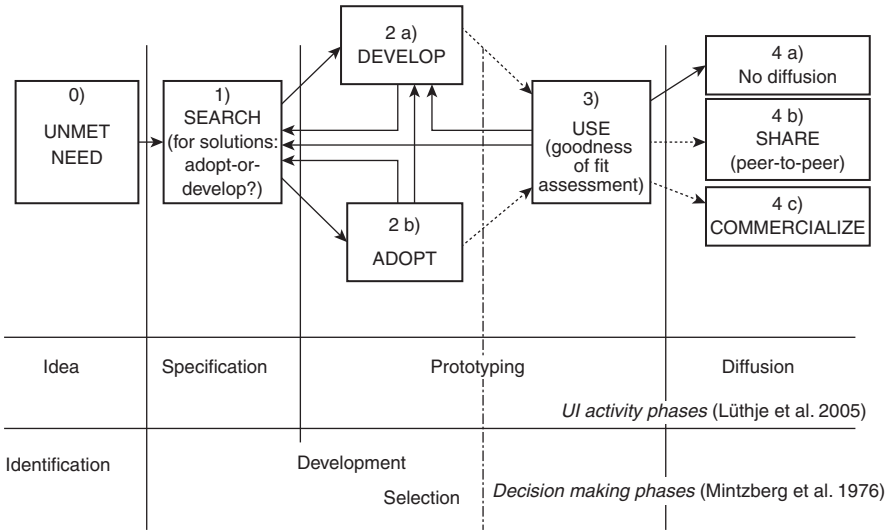 0)
UNMET
NEED
1)
SEARCH
(for solutions:
adopt-or-
develop?)
2 a)
DEVELOP
2 b)
ADOPT
3)
USE
(goodness
of fit
assessment)
4 a)
No diffusion
4 b)
SHARE
(peer-to-peer)
4 c)
COMMERCIALIZE
Idea
Specification
Prototyping
Diffusion
UI activity phases (Lüthje et al. 2005)
Identification
Development
Selection
Decision making phases (Mintzberg et al. 1976)